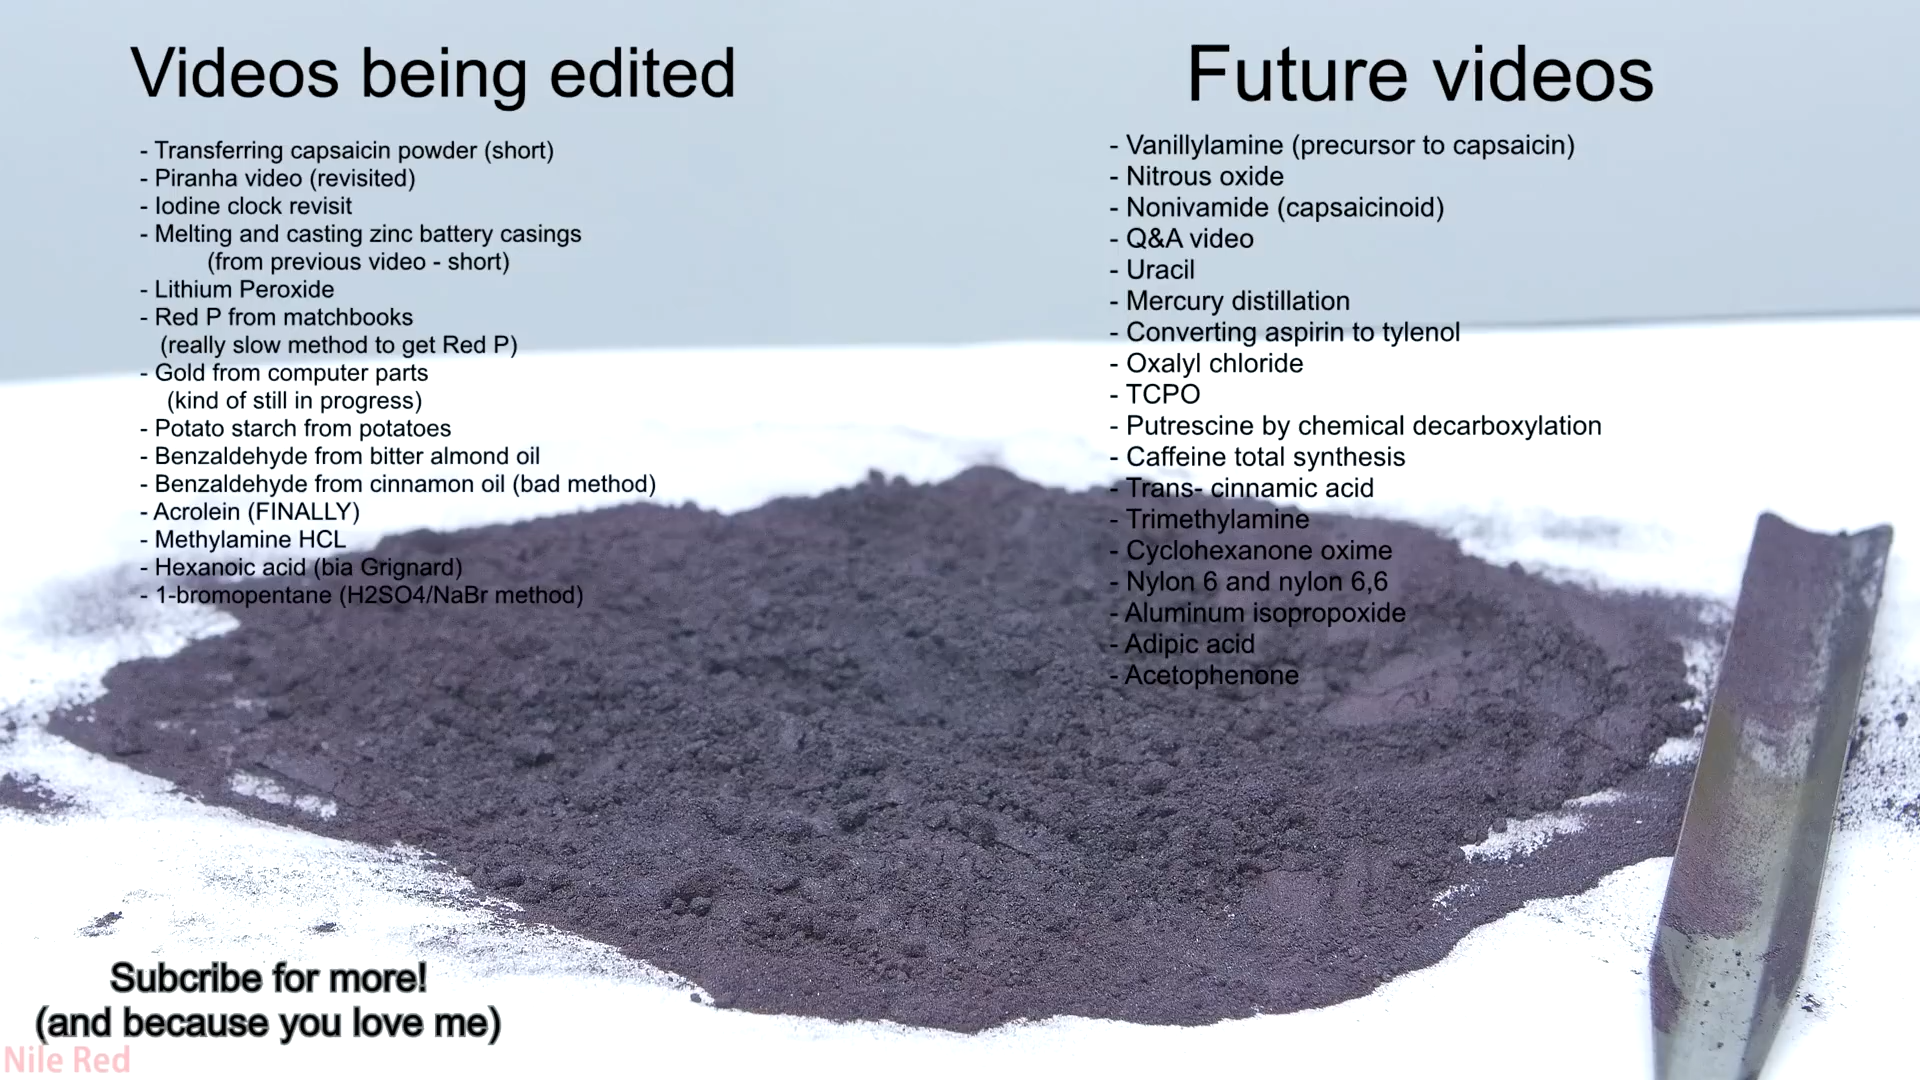 Videos being edited
- Transferring capsaicin powder (short)
- Piranha video (revisited)
- Iodine clock revisit
- Melting and casting zinc battery casings
(from previous video - short)
- Lithium Peroxide
- Red P from matchbooks
(really slow method to get Red P)
- Gold from computer parts
(kind of still in progress)
- Potato starch from potatoes
- Benzaldehyde from bitter almond oil
- Benzaldehyde from cinnamon oil (bad method)
- Acrolein (FINALLY)
- Methylamine HCL
- Hexanoic acid (bia Grignard)
- 1-bromopentane (H2SO4/NaBr method)
Future videos
- Vanillylamine (precursor to capsaicin)
- Nitrous oxide
- Nonivamide (capsaicinoid)
- Q&A video
- Uracil
- Mercury distillation
- Converting aspirin to tylenol
- Oxalyl chloride
- TCPO
- Putrescine by chemical decarboxylation
- Caffeine total synthesis
- Trans- cinnamic acid
- Trimethylamine
- Cyclohexanone oxime
- Nylon 6 and nylon 6,6
- Aluminum isopropoxide
- Adipic acid
- Acetophenone
Subcribe for more!
(and because you love me)
Nile Red